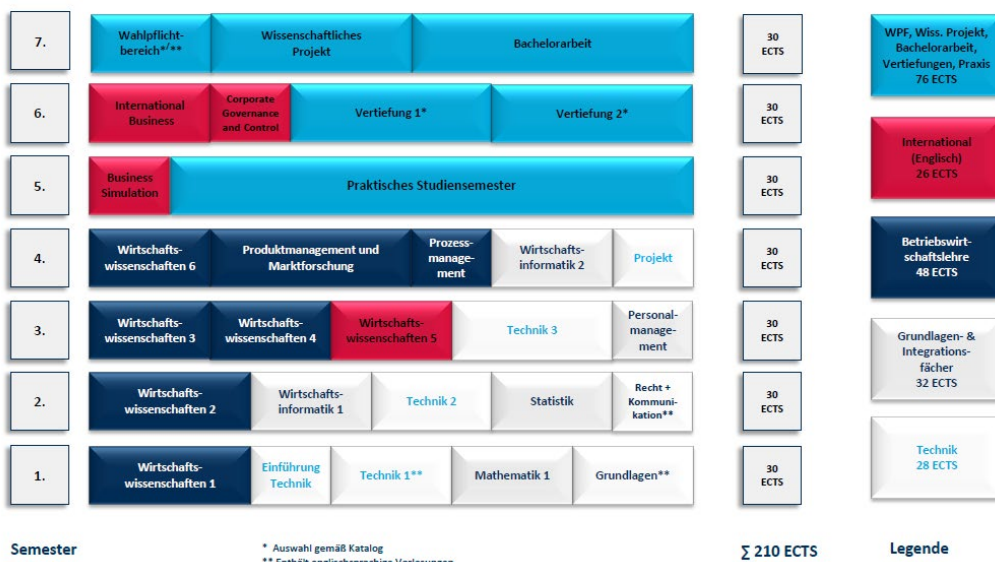 7.
Wahlpflicht-
bereich*/**
Wissenschaftliches
Projekt
Bachelorarbeit
30
ECTS
6.
International
Business
Corporate
Governance
and Control
Vertiefung 1*
Vertiefung 2*
30
ECTS
5.
Business
Simulation
Praktisches Studiensemester
30
ECTS
4.
Wirtschafts-
wissenschaften 6
Produktmanagement und
Marktforschung
Prozess-
manage-
ment
Wirtschafts-
informatik 2
Projekt
30
ECTS
3.
Wirtschafts-
wissenschaften 3
Wirtschafts-
wissenschaften 4
Wirtschafts-
wissenschaften 5
Technik 3
Personal-
manage-
ment
30
ECTS
2.
Wirtschafts-
wissenschaften 2
Wirtschafts-
informatik 1
Technik 2
Statistik
Recht +
Kommuni-
kation**
30
ECTS
1.
Wirtschafts-
wissenschaften 1
Einführung
Technik
Technik 1**
Mathematik 1
Grundlagen**
30
ECTS
WPF, Wiss. Projekt,
Bachelorarbeit,
Vertiefungen, Praxis
76 ECTS
International
(Englisch)
26 ECTS
Betriebswirt-
schaftslehre
48 ECTS
Grundlagen- &
Integrations-
fächer
32 ECTS
Technik
28 ECTS
Semester
* Auswahl gemäß Katalog
** Enthält englischsprachige Vorlesungen
∑ 210 ECTS
Legende